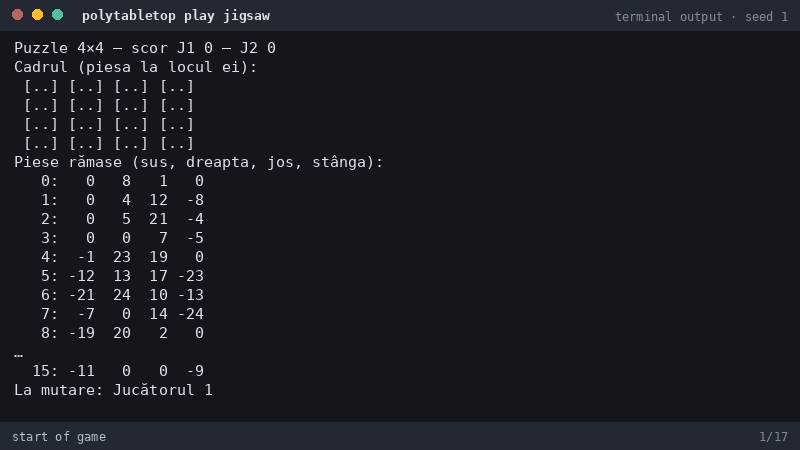 polytabletop play jigsaw
terminal output · seed 1
Puzzle 4×4 — scor J1 0 — J2 0
Cadrul (piesa la locul ei):
[..] [..] [..] [..]
[..] [..] [..] [..]
[..] [..] [..] [..]
[..] [..] [..] [..]
Piese rămase (sus, dreapta, jos, stânga):
0: 0 8 1 0
1: 0 4 12 -8
2: 0 5 21 -4
3: 0 0 7 -5
4: -1 23 19 0
5: -12 13 17 -23
6: -21 24 10 -13
7: -7 0 14 -24
8: -19 20 2 0
…
15: -11 0 0 -9
La mutare: Jucătorul 1
start of game
1/17